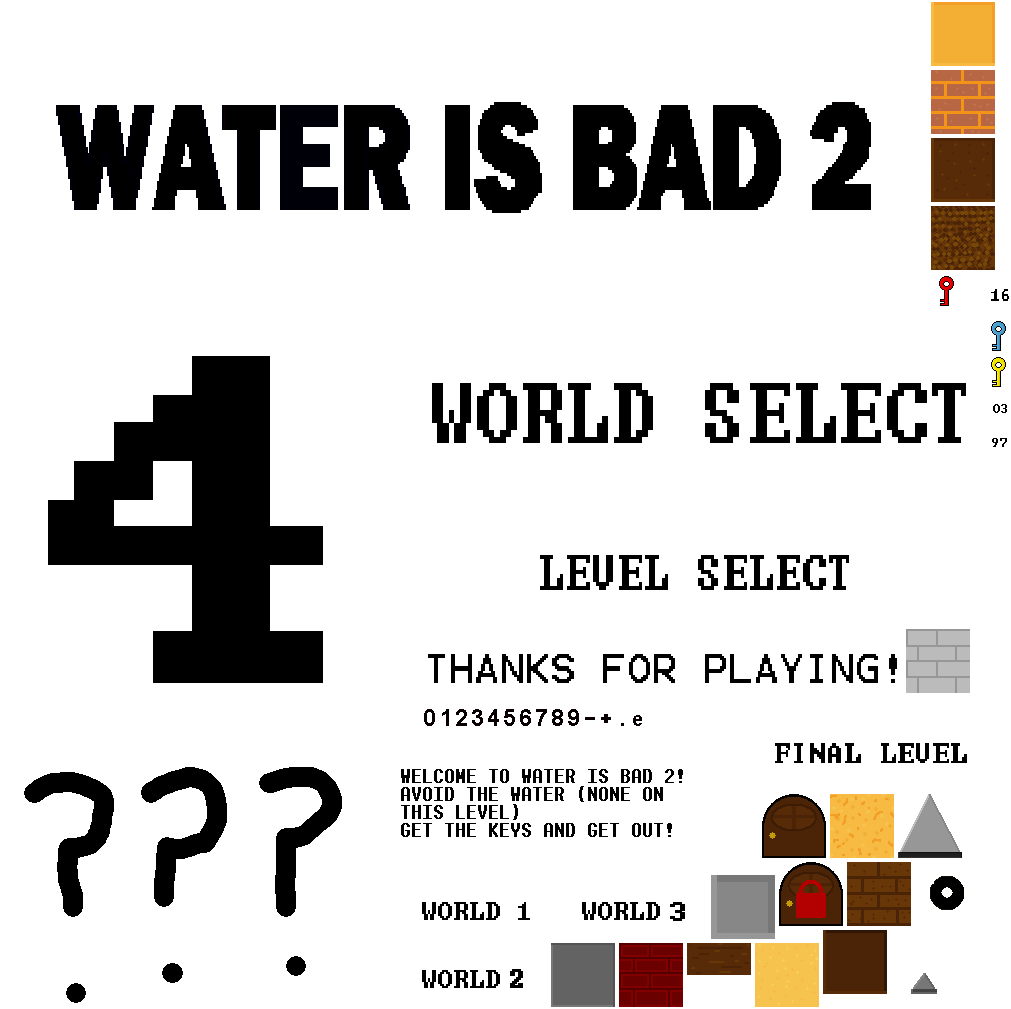 WATER IS BAD 2
16
4
WORLD SELECT
03
97
LEVEL SELECT
THANKS FOR PLAYING!
0123456789-+.e
FINAL LEVEL
???
WELCOME TO WATER IS BAD 2!
AVOID THE WATER (NONE ON
THIS LEVEL)
GET THE KEYS AND GET OUT!
WORLD 1
WORLD 3
WORLD 2